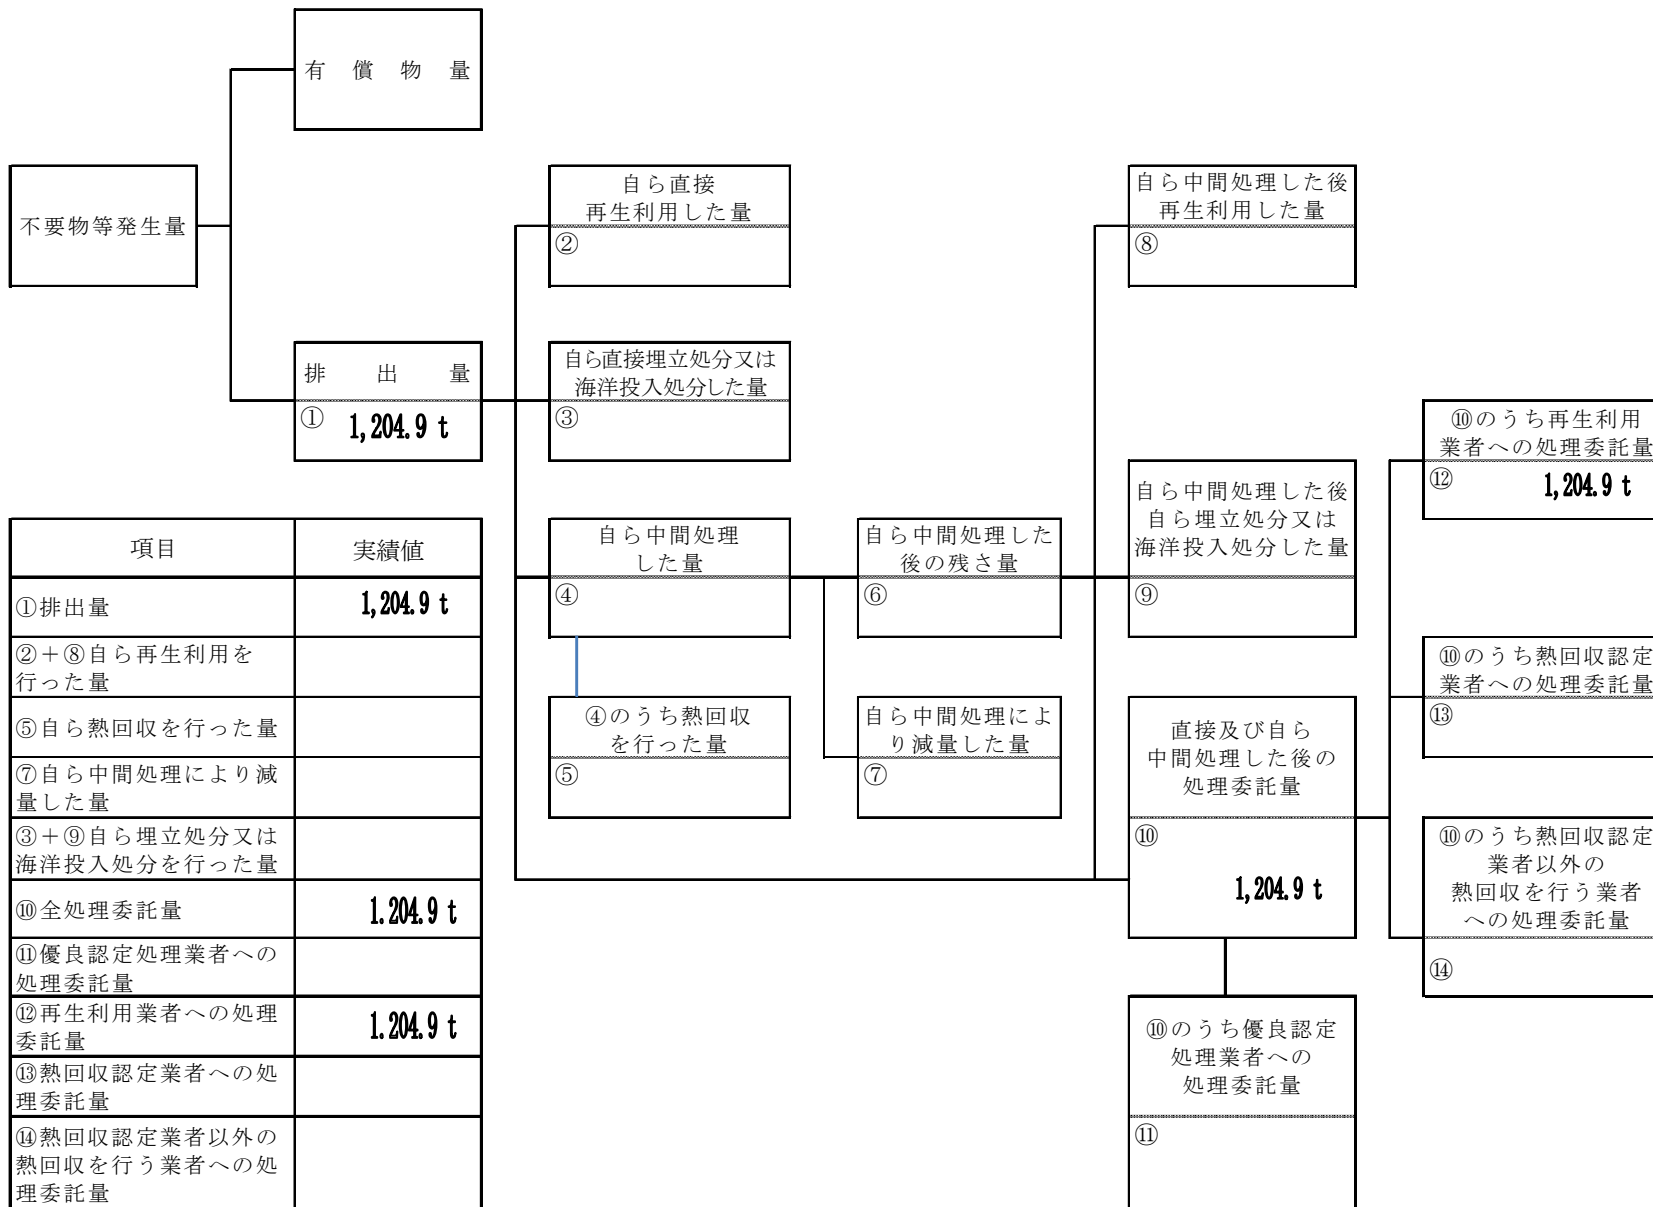 有償物量
不要物等発生量
排出量
① 1,204.9 t
自ら直接
再生利用した量
②
自ら直接埋立処分又は
海洋投入処分した量
③
自ら中間処理
した量
④
④のうち熱回収
を行った量
⑤
自ら中間処理した
後の残さ量
⑥
自ら中間処理によ
り減量した量
⑦
自ら中間処理した後
再生利用した量
⑧
自ら中間処理した後
自ら埋立処分又は
海洋投入処分した量
⑨
直接及び自ら
中間処理した後の
処理委託量
⑩
1,204.9 t
⑩のうち優良認定
処理業者への
処理委託量
⑪
⑩のうち再生利用
業者への処理委託量
⑫ 1,204.9 t
⑩のうち熱回収認定
業者への処理委託量
⑬
⑩のうち熱回収認定
業者以外の
熱回収を行う業者
への処理委託量
⑭
項目 実績値
①排出量 1,204.9 t
②＋⑧自ら再生利用を
行った量
⑤自ら熱回収を行った量
⑦自ら中間処理により減
量した量
③＋⑨自ら埋立処分又は
海洋投入処分を行った量
⑩全処理委託量 1.204.9 t
⑪優良認定処理業者への
処理委託量
⑫再生利用業者への処理
委託量 1.204.9 t
⑬熱回収認定業者への処
理委託量
⑭熱回収認定業者以外の
熱回収を行う業者への処
理委託量